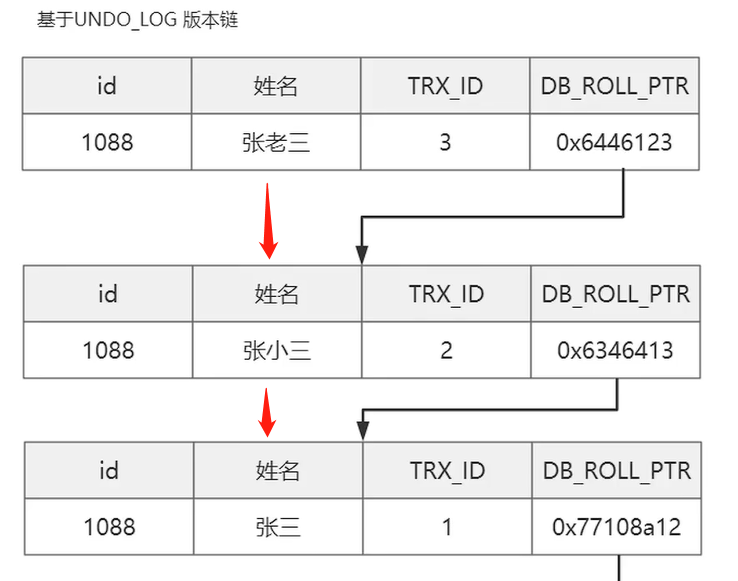 基于UNDO_LOG 版本链
id 姓名 TRX_ID DB_ROLL_PTR
1088 张老三 3 0x6446123
id 姓名 TRX_ID DB_ROLL_PTR
1088 张小三 2 0x6346413
id 姓名 TRX_ID DB_ROLL_PTR
1088 张三 1 0x77108a12